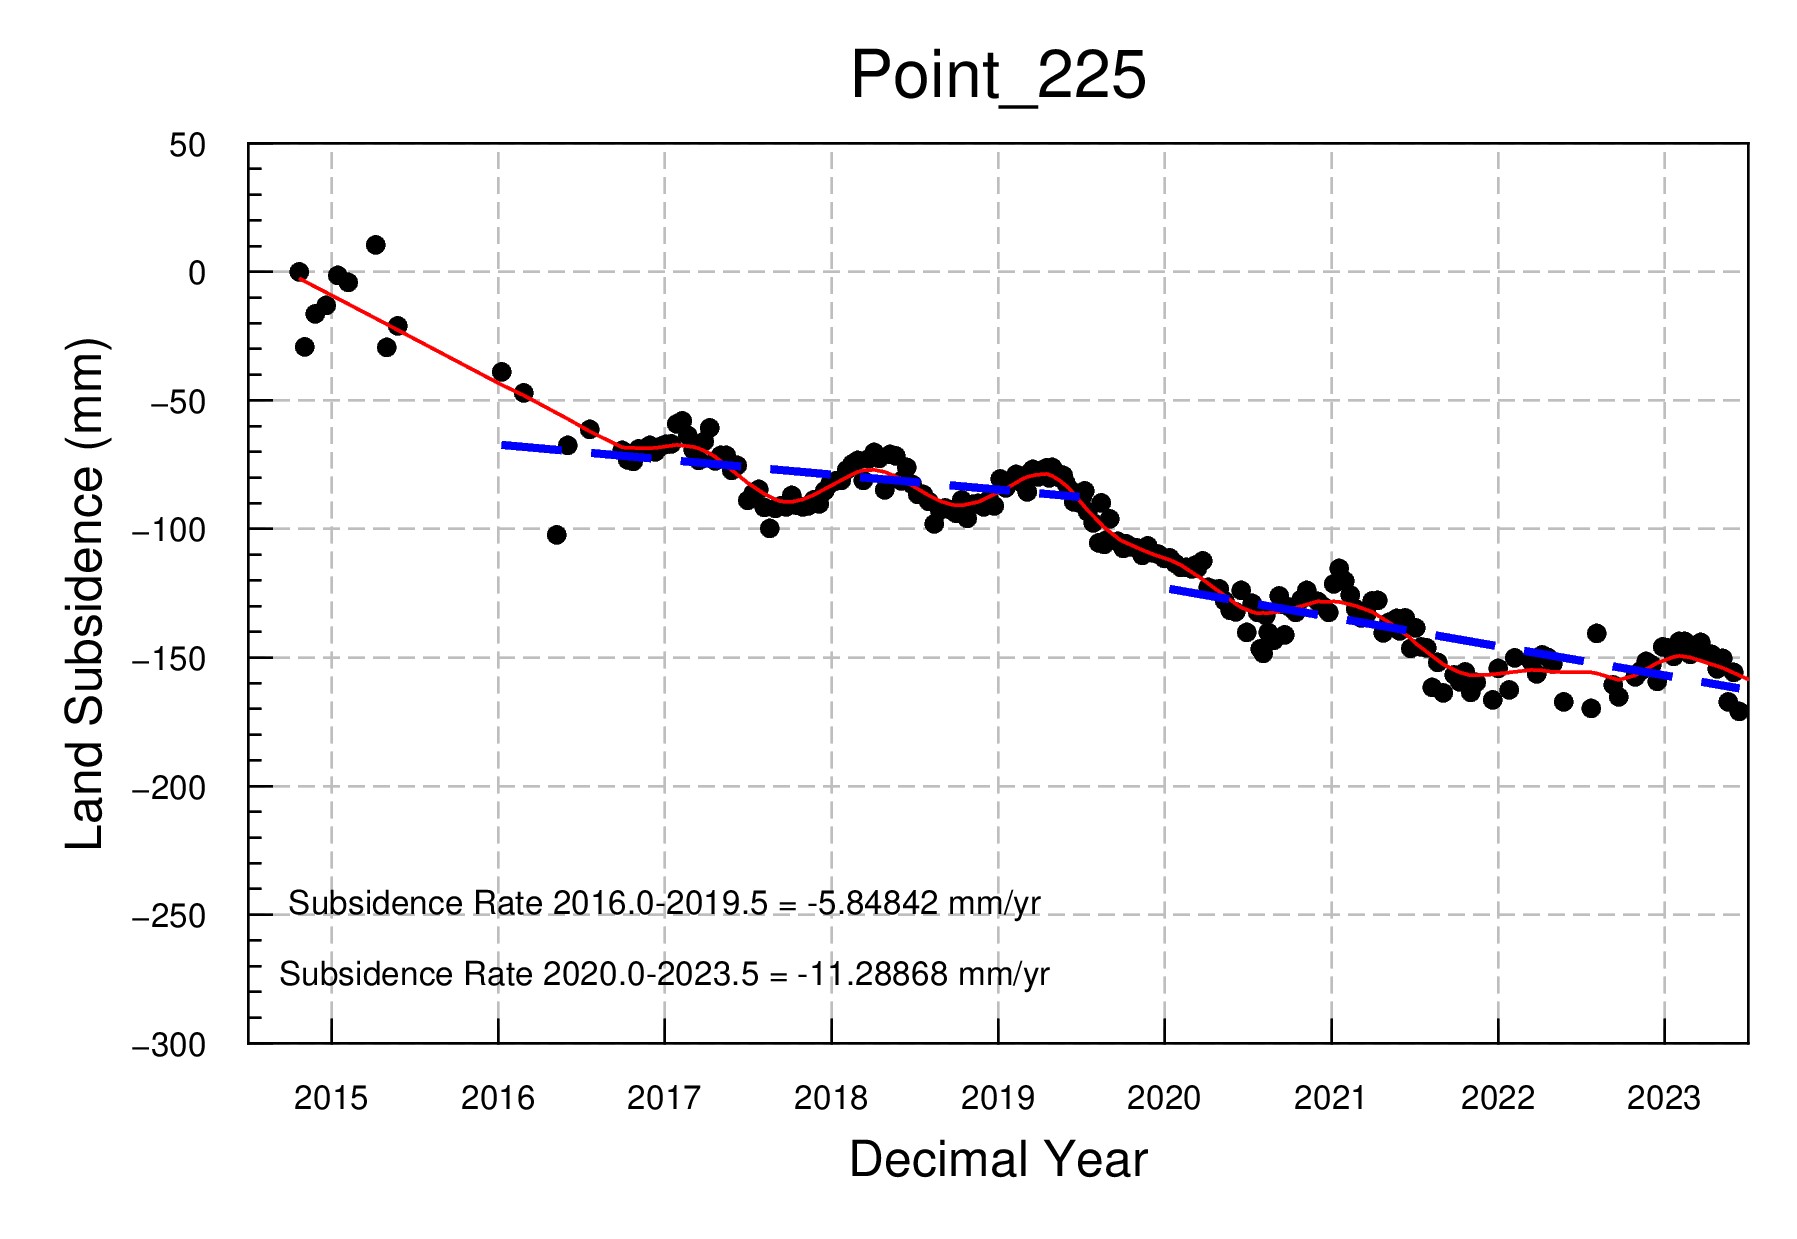 Point_225
50
0
−50
−100
−150
−200
−250
−300
Land Subsidence (mm)
Subsidence Rate 2016.0-2019.5 = -5.84842 mm/yr
Subsidence Rate 2020.0-2023.5 = -11.28868 mm/yr
2015 2016 2017 2018 2019 2020 2021 2022 2023
Decimal Year